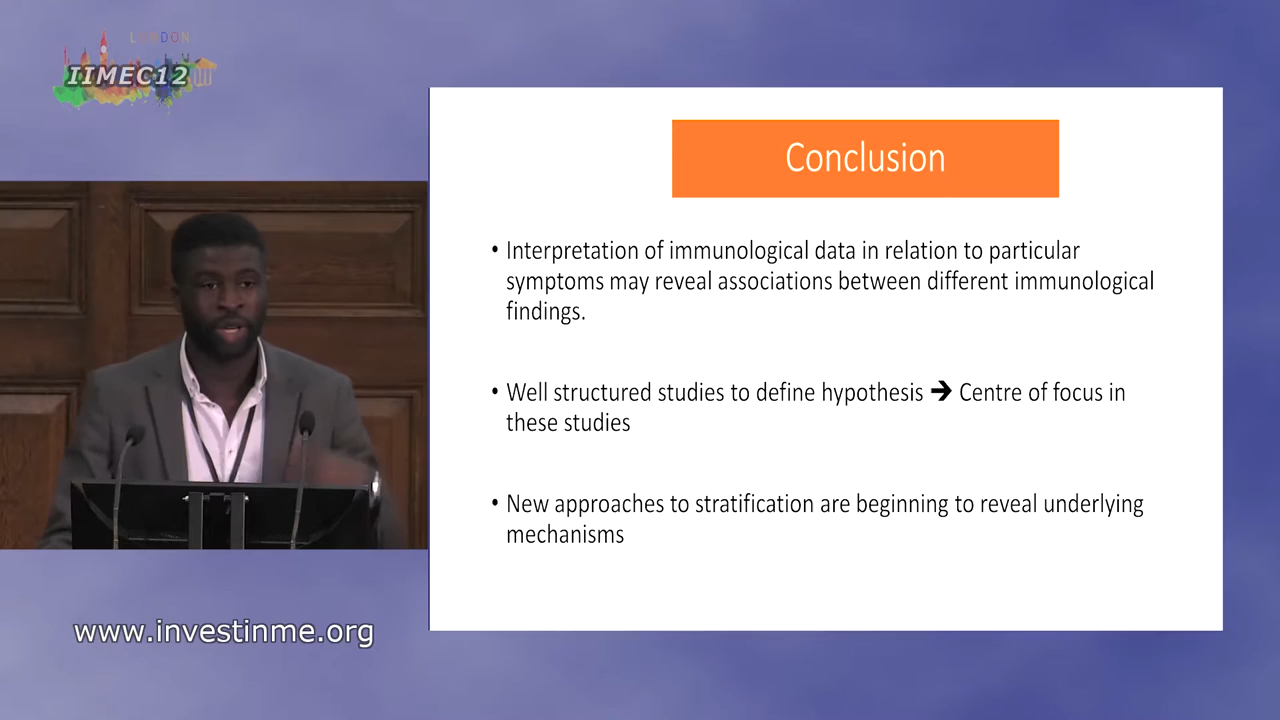 LONDON
IIMEC12
Conclusion
• Interpretation of immunological data in relation to particular
symptoms may reveal associations between different immunological
findings.
• Well structured studies to define hypothesis → Centre of focus in
these studies
• New approaches to stratification are beginning to reveal underlying
mechanisms
www.investinme.org